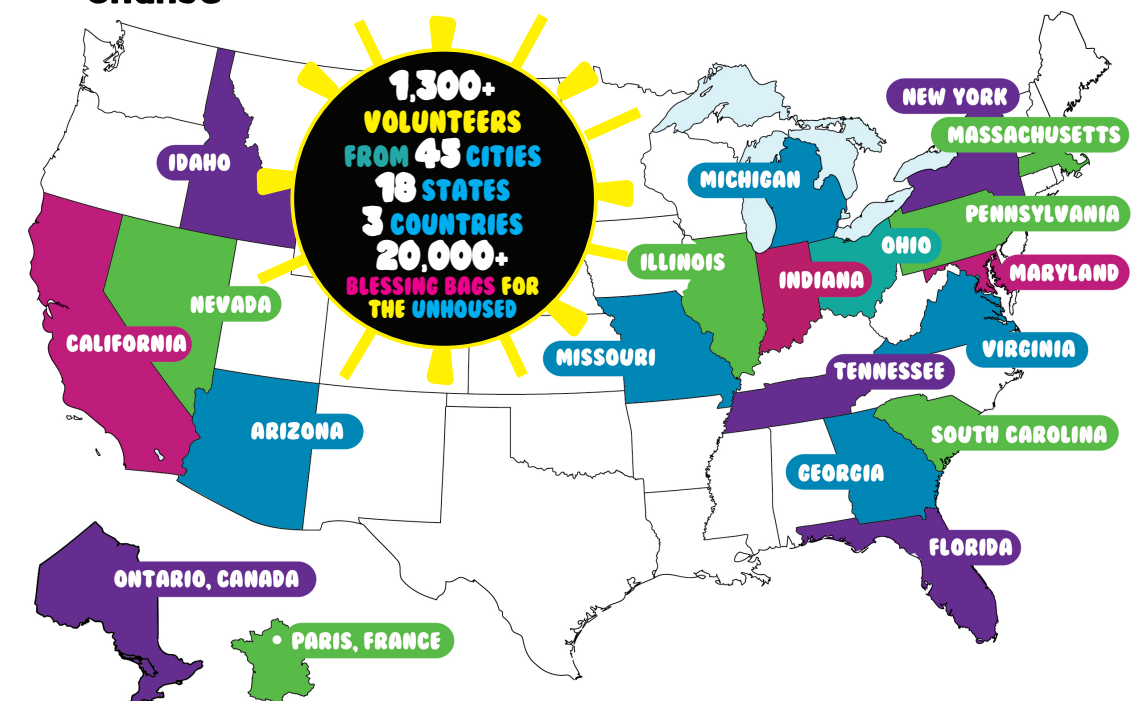 1,300+
VOLUNTEERS
FROM 45 CITIES
18 STATES
3 COUNTRIES
20,000+
BLESSING BAGS FOR
THE UNHOUSED
NEW YORK
MASSACHUSETTS
IDAHO
MICHIGAN
PENNSYLVANIA
OHIO
ILLINOIS
INDIANA
MARYLAND
NEVADA
CALIFORNIA
MISSOURI
VIRGINIA
TENNESSEE
ARIZONA
SOUTH CAROLINA
GEORGIA
FLORIDA
ONTARIO, CANADA
PARIS, FRANCE